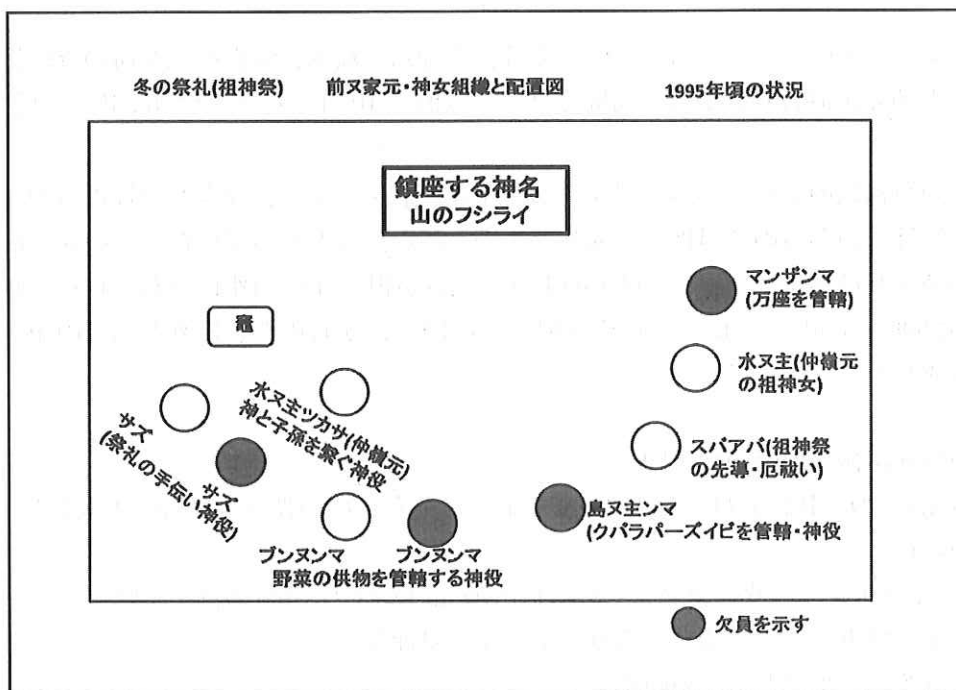 冬の祭礼(祖神祭) 前ヌ家元・神女組織と配置図 1995年頃の状況
鎮座する神名
山のフシライ
マンザンマ
(万座を管轄)
竈
水ヌ主(仲嶺元
の祖神女)
水ヌ主ツカサ(仲嶺元)
神と子孫を繋ぐ神役
サズ
(祭礼の手伝い神役)
サズ
スバアバ(祖神祭
の先導・厄祓い)
島ヌ主ンマ
(クバラパーズイビを管轄・神役
ブンヌンマ ブンヌンマ
野菜の供物を管轄する神役
欠員を示す